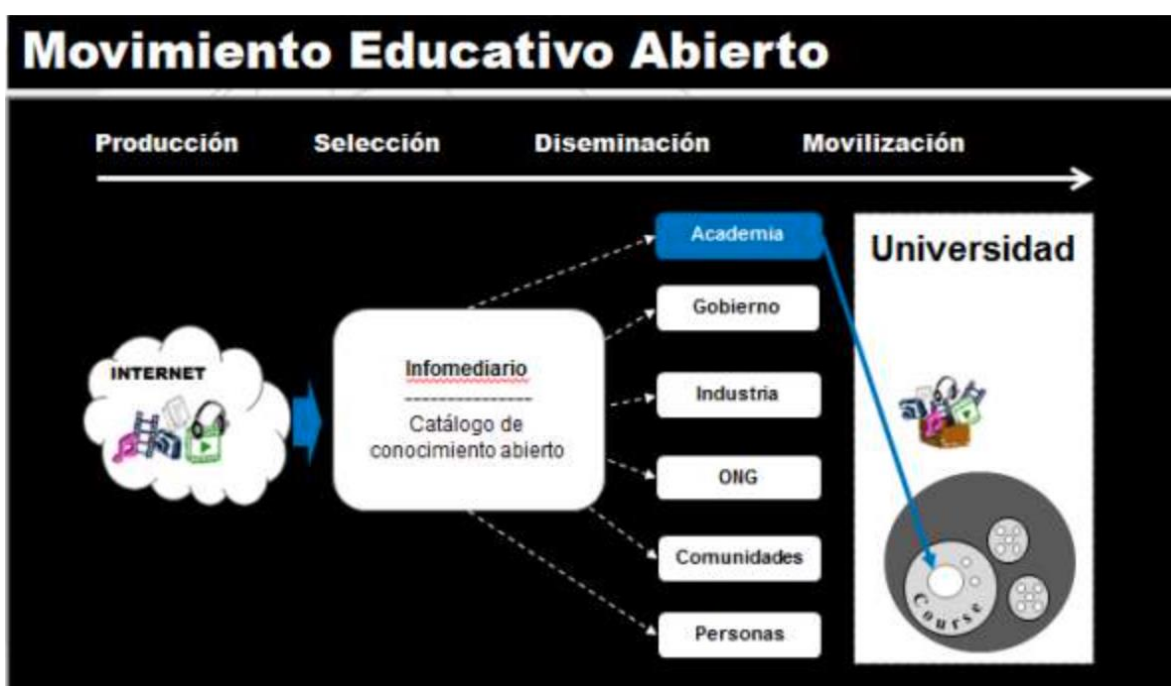 Movimiento Educativo Abierto
Producción Selección Diseminación Movilización
Academia
Universidad
Gobierno
INTERNET
Infomediario
---------------
Catálogo de
conocimiento abierto
Industria
ONG
Comunidades
Personas
Course